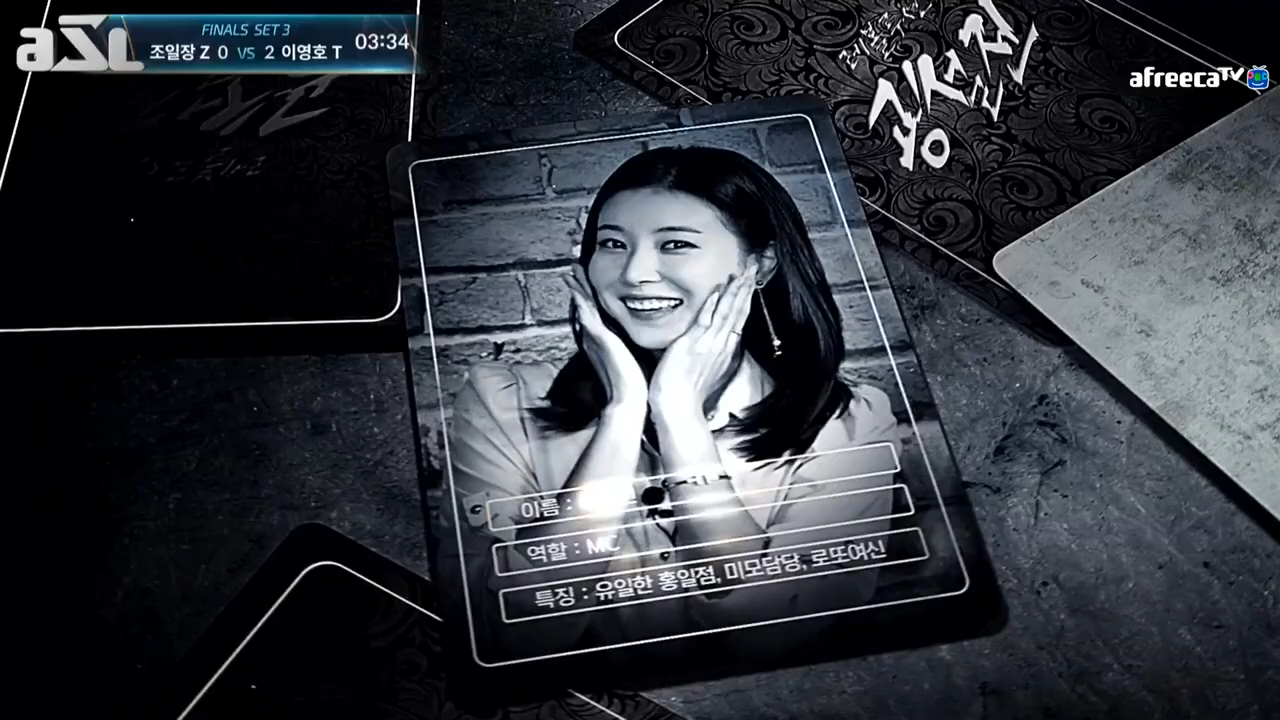 aSL
FINALS SET 3
조일장 Z 0 VS 2 이영호 T
03:34
afreecaTV
이름 :
역할 : MC
특징 : 유일한 홍일점, 미모담당, 로또여신